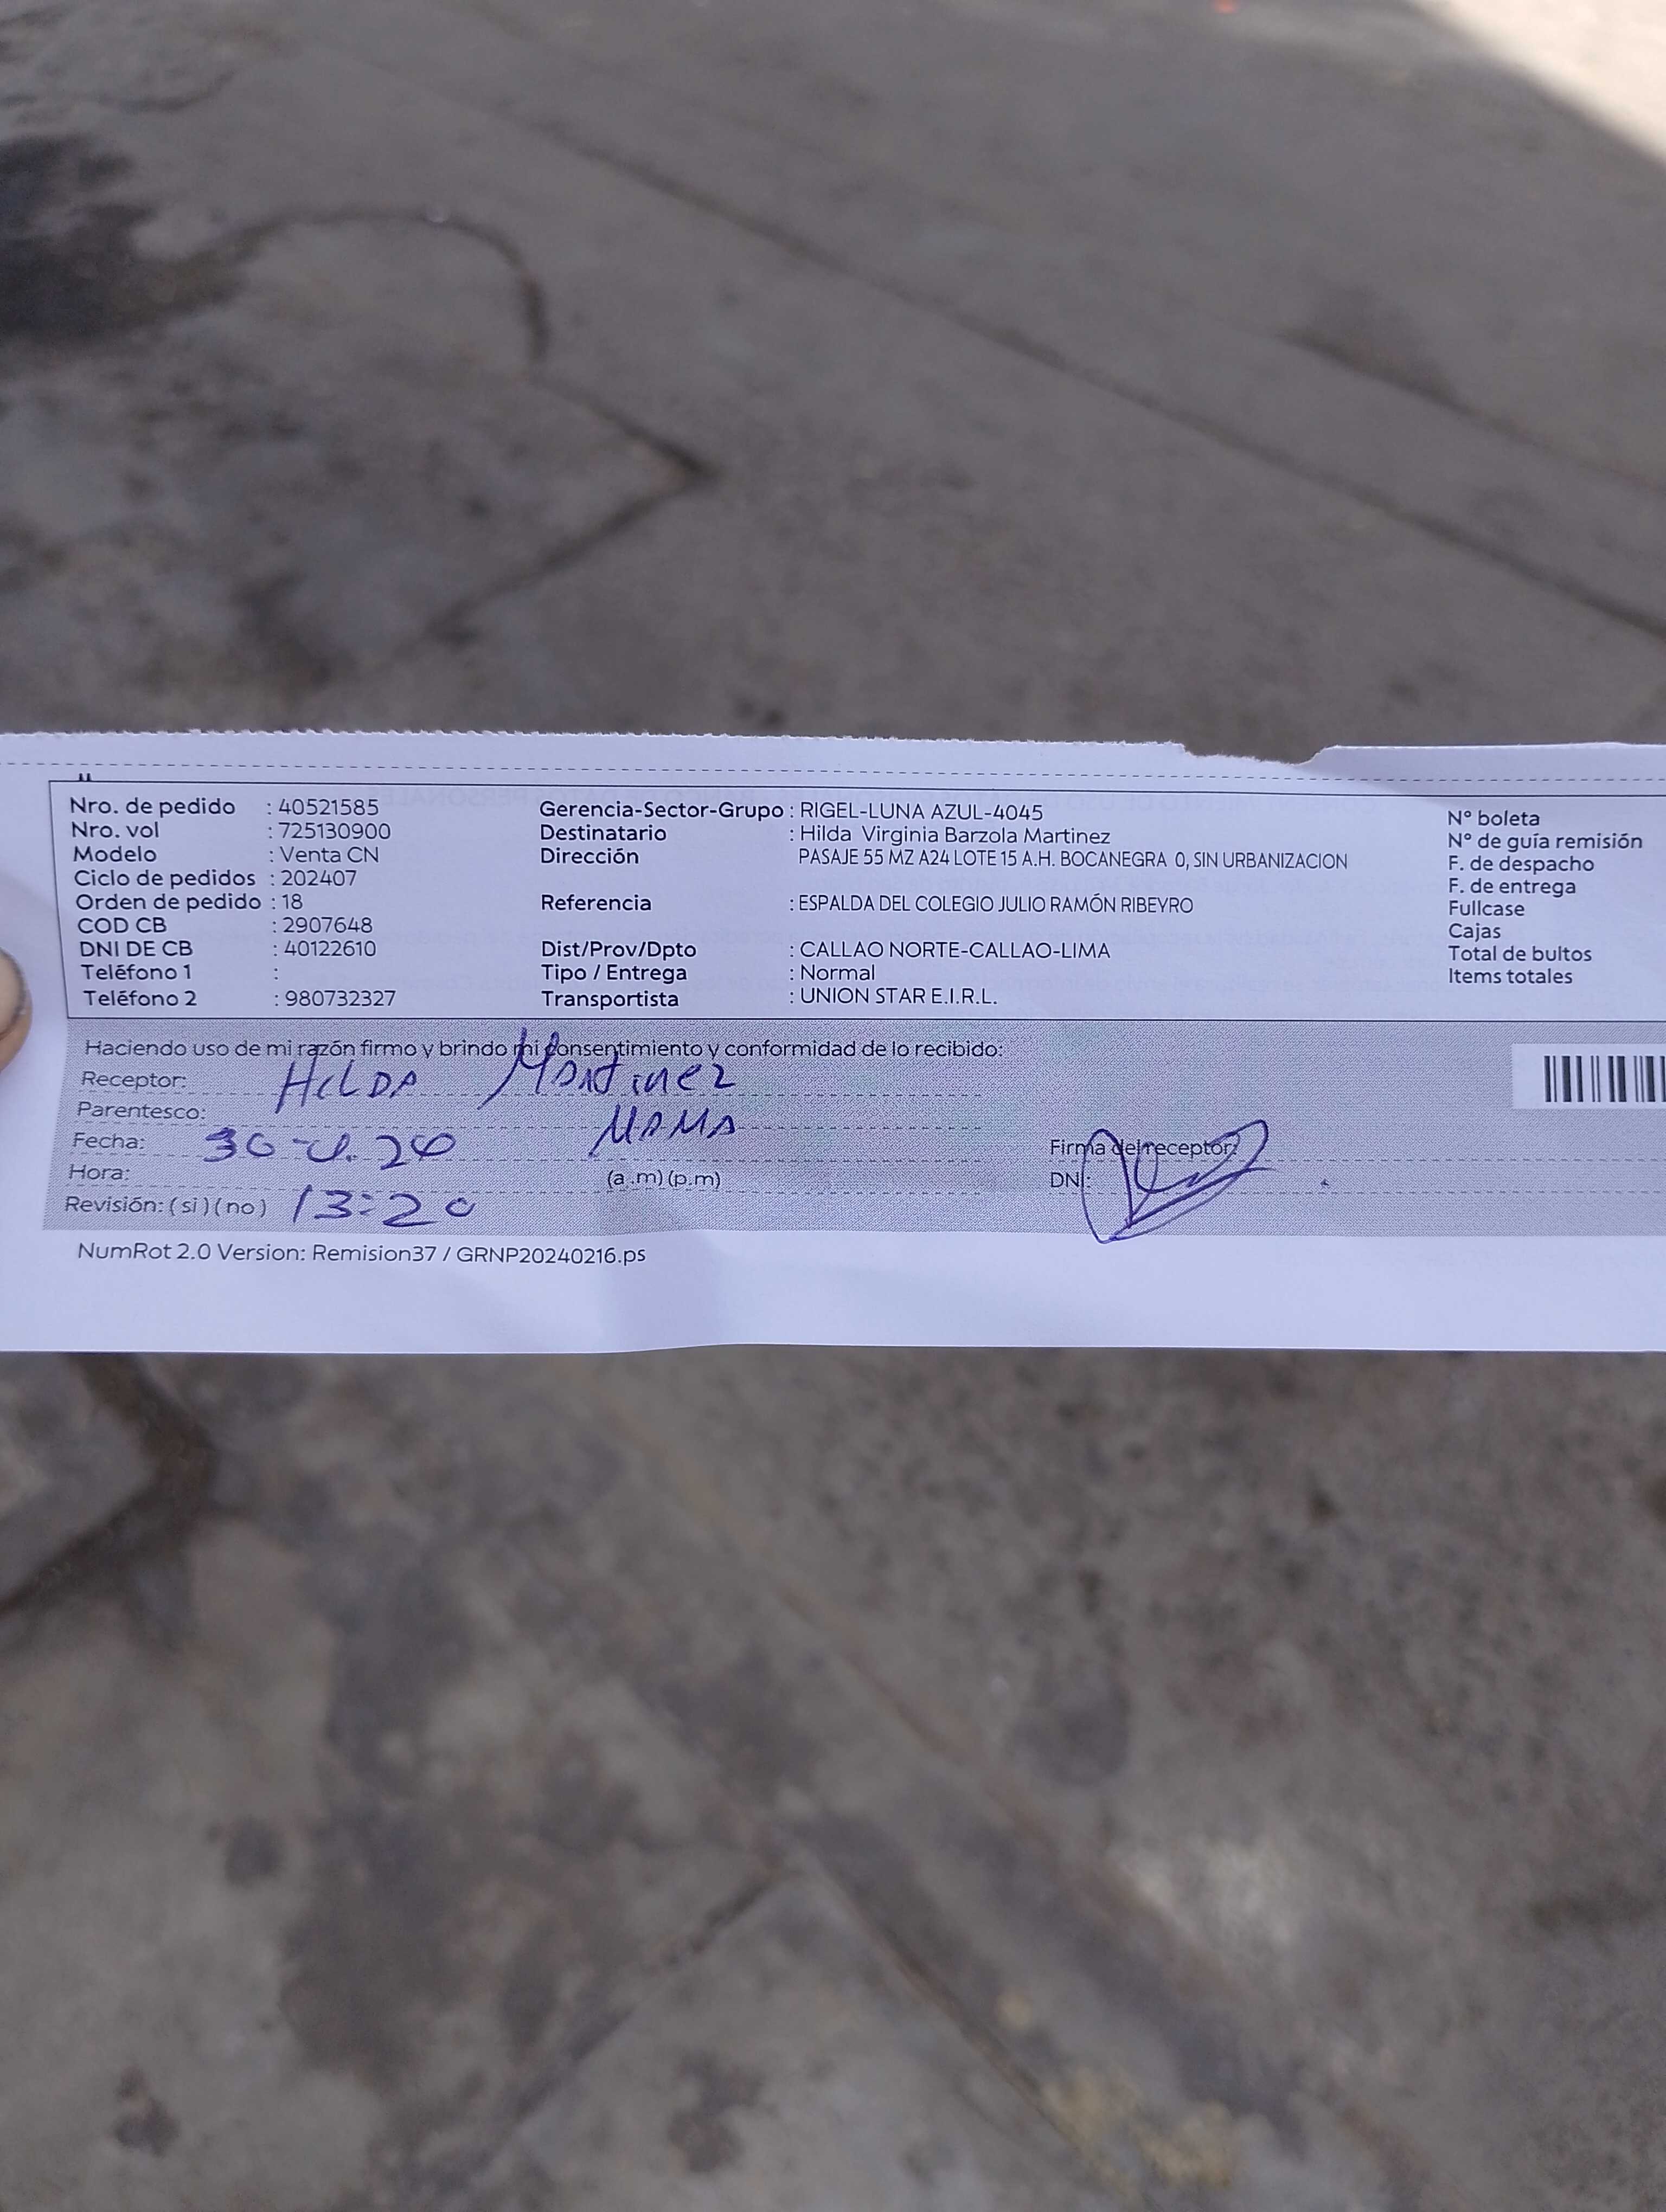 Nro. de pedido : 40521585 Gerencia-Sector-Grupo : RIGEL-LUNA AZUL-4045 N° boleta
Nro. vol : 725130900 Destinatario : Hilda Virginia Barzola Martinez N° de guía remisión
Modelo : Venta CN Dirección PASAJE 55 MZ A24 LOTE 15 A.H. BOCANEGRA 0, SIN URBANIZACION F. de despacho
Ciclo de pedidos : 202407 F. de entrega
Orden de pedido : 18 Referencia : ESPALDA DEL COLEGIO JULIO RAMÓN RIBEYRO Fullcase
COD CB : 2907648 Cajas
DNI DE CB : 40122610 Dist/Prov/Dpto : CALLAO NORTE-CALLAO-LIMA Total de bultos
Teléfono 1 : Tipo / Entrega : Normal Items totales
Teléfono 2 : 980732327 Transportista : UNION STAR E.I.R.L.
Haciendo uso de mi razón firmo y brindo mi consentimiento y conformidad de lo recibido:
Receptor: HILDA Martinez
Parentesco: MAMA
Fecha: Firma del receptor:
Hora: (a.m) (p.m) DNI:
Revisión: (si) (no) 13:20
NumRot 2.0 Version: Remision37 / GRNP20240216.ps